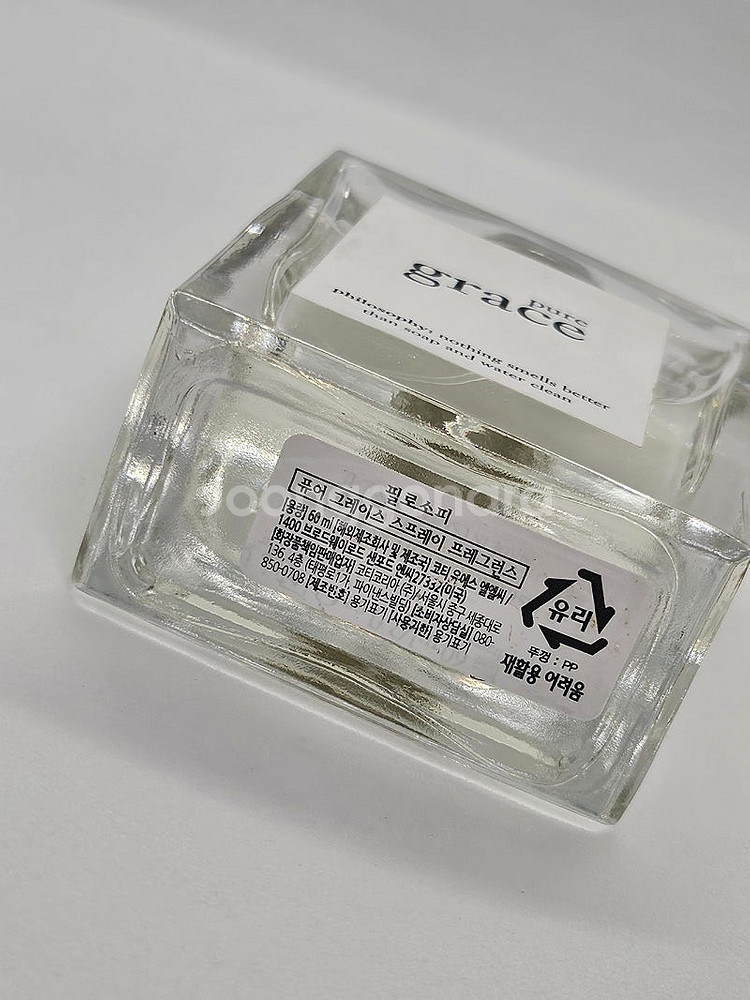 pure
grace
philosophy: nothing smells better
than soap and water clean
필로소피
퓨어 그레이스 스프레이 프레그런스
[용량] 60 ml [해외제조회사 및 제조국] 코티 유에스 엘엘씨 /
1400 브로드웨이로드 샌포드 엔씨27332(미국)
[화장품책임판매업자] 코티코리아 (주) / 서울시 중구 세종대로
136, 4층 (태평로1가, 파이낸스빌딩) [소비자상담실] 080-
850-0708 [제조번호] 용기표기 [사용기한] 용기표기
유리
뚜껑 : PP
재활용 어려움